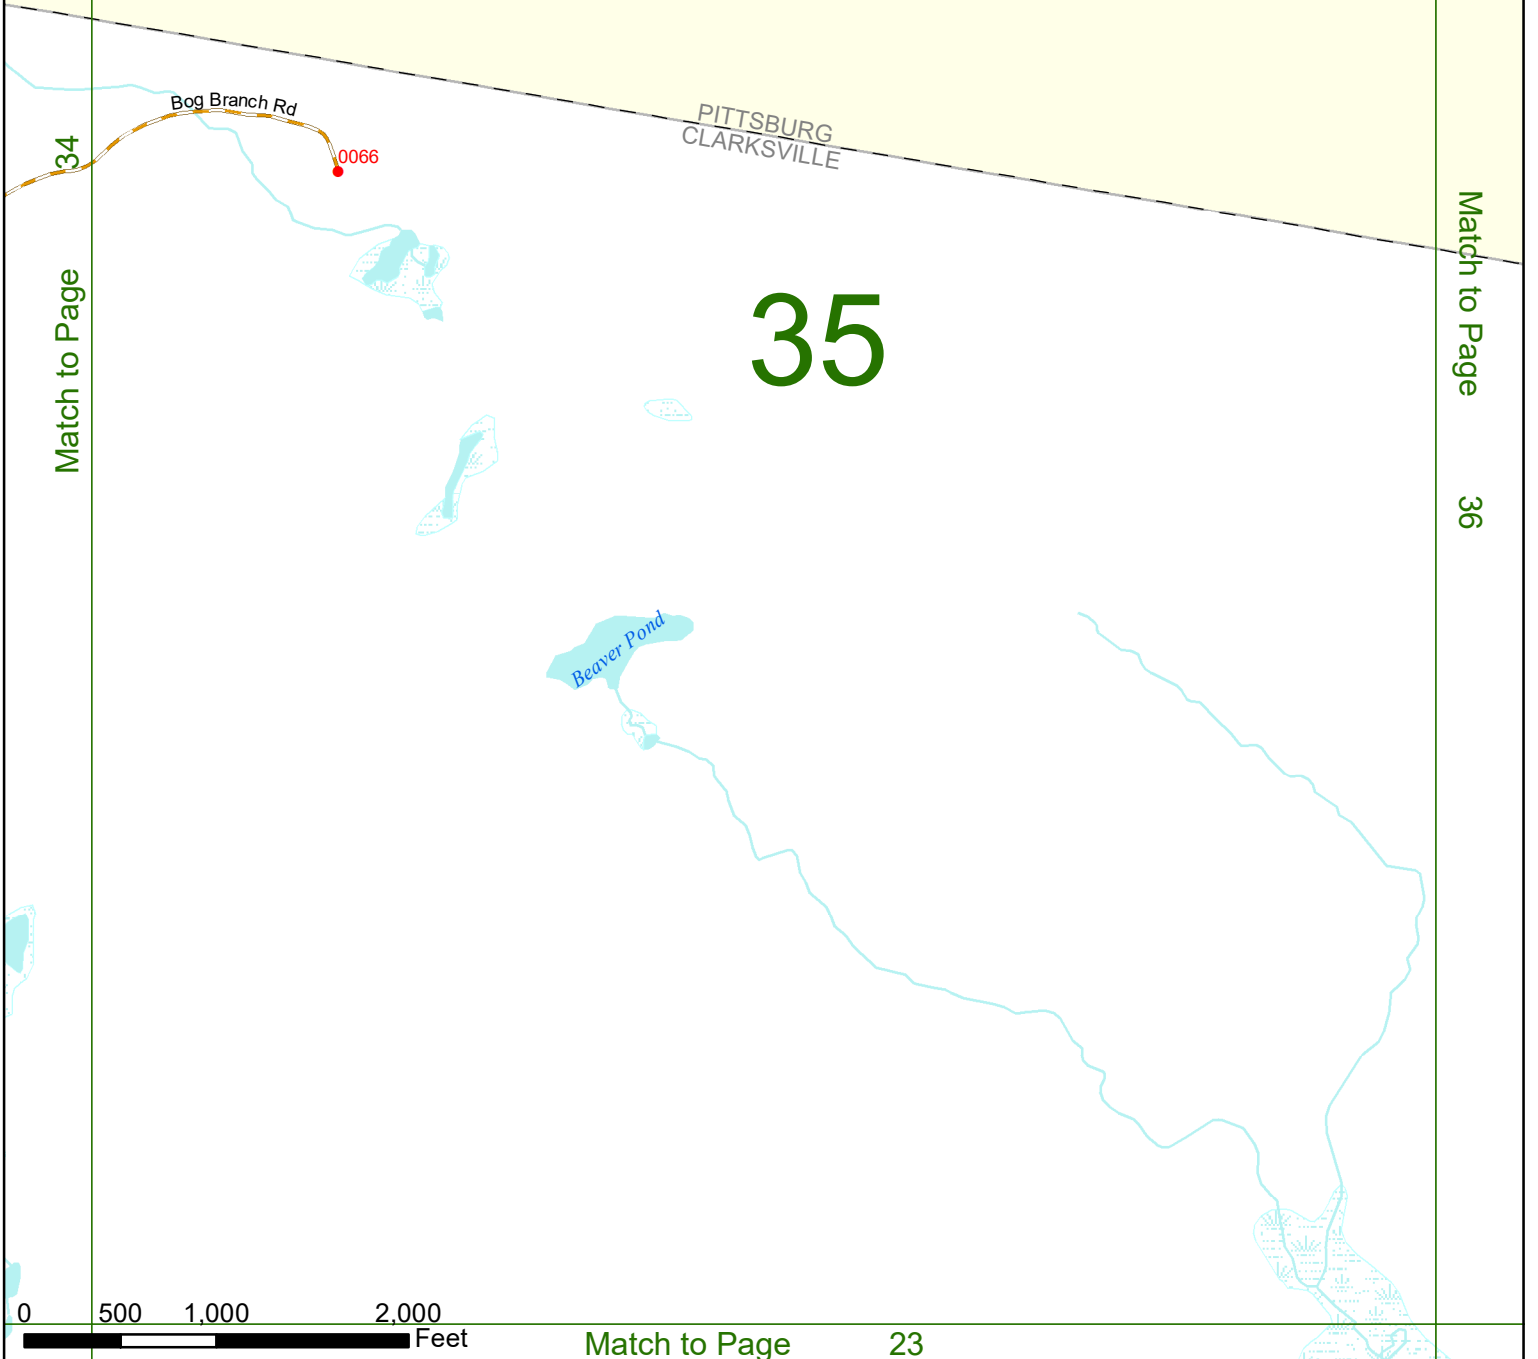 PITTSBURG
CLARKSVILLE
Bog Branch Rd
0066
Match to Page 34
Match to Page 36
35
Beaver Pond
0 500 1,000 2,000
Feet
Match to Page 23